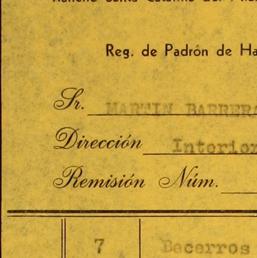 Reg. de Padrón de Ha
Sr. MARTIN BARRERA
Dirección Interior
Remisión Núm.
7 Becerros